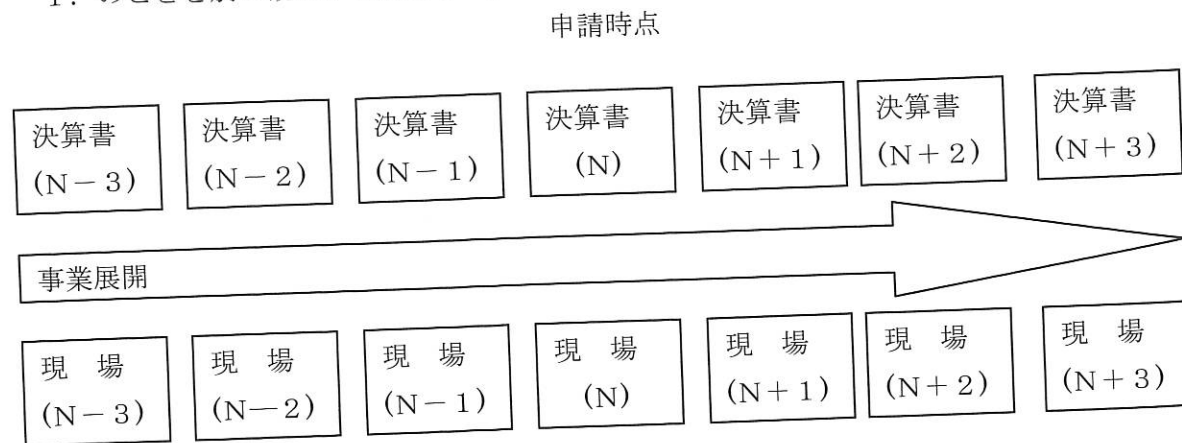 申請時点
決算書 決算書 決算書 決算書 決算書 決算書 決算書
(N-3) (N-2) (N-1) (N) (N+1) (N+2) (N+3)
事業展開
現 場 現 場 現 場 現 場 現 場 現 場 現 場
(N-3) (N―2) (N-1) (N) (N+1) (N+2) (N+3)